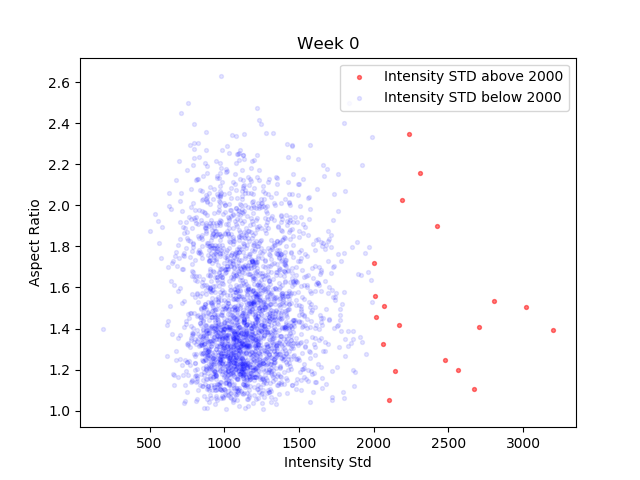 Week 0
Intensity STD above 2000
Intensity STD below 2000
Aspect Ratio
2.6
2.4
2.2
2.0
1.8
1.6
1.4
1.2
1.0
500 1000 1500 2000 2500 3000
Intensity Std